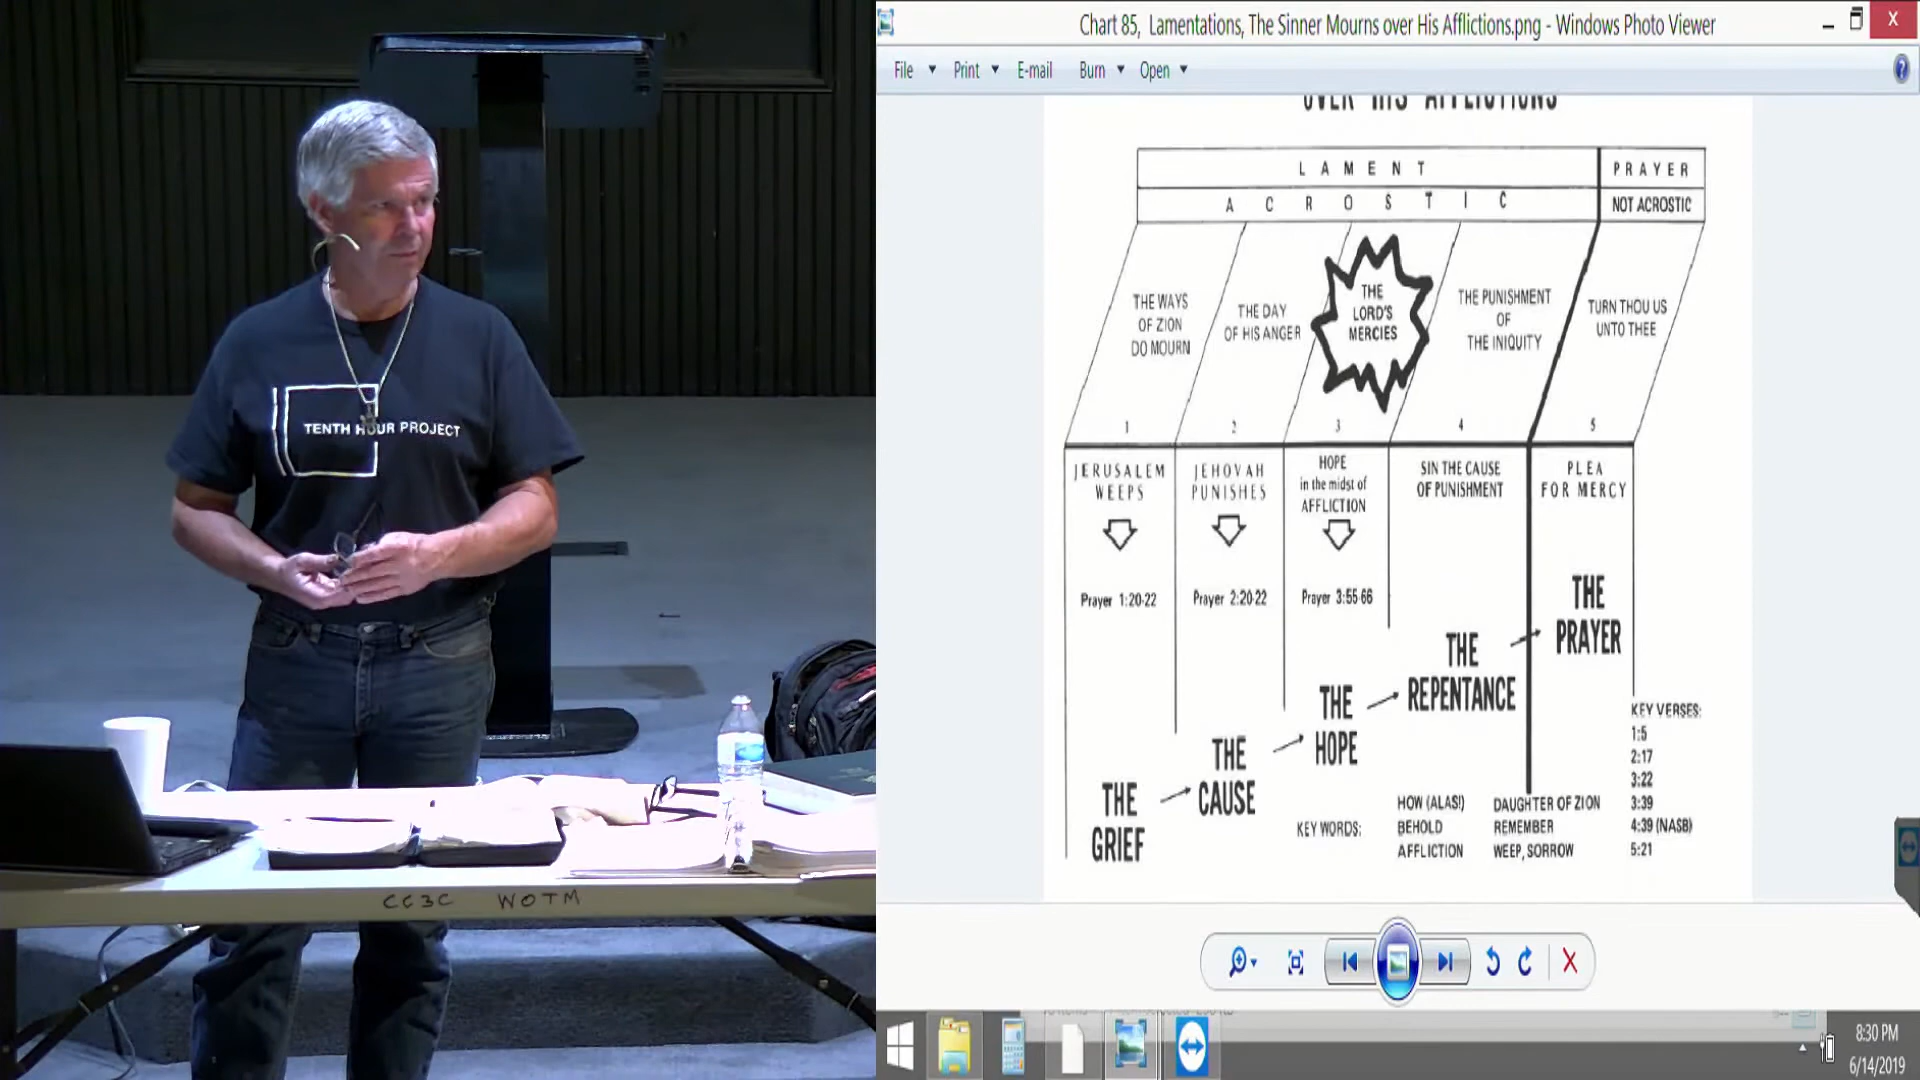 TENTH HOUR PROJECT
CC3C WOTM
Chart 85, Lamentations, The Sinner Mourns over His Afflictions.png - Windows Photo Viewer
File Print E-mail Burn Open
OVER HIS AFFLICTIONS
LAMENT
PRAYER
ACROSTIC
NOT ACROSTIC
THE WAYS
OF ZION
DO MOURN
THE DAY
OF HIS ANGER
THE
LORD'S
MERCIES
THE PUNISHMENT
OF
THE INIQUITY
TURN THOU US
UNTO THEE
1 2 3 4 5
JERUSALEM
WEEPS
JEHOVAH
PUNISHES
HOPE
in the midst of
AFFLICTION
SIN THE CAUSE
OF PUNISHMENT
PLEA
FOR MERCY
Prayer 1:20-22
Prayer 2:20-22
Prayer 3:55-66
THE
GRIEF
THE
CAUSE
THE
HOPE
THE
REPENTANCE
THE
PRAYER
KEY WORDS:
HOW (ALAS!)
BEHOLD
AFFLICTION
DAUGHTER OF ZION
REMEMBER
WEEP, SORROW
KEY VERSES:
1:5
2:17
3:22
3:39
4:39 (NASB)
5:21
8:30 PM
6/14/2019